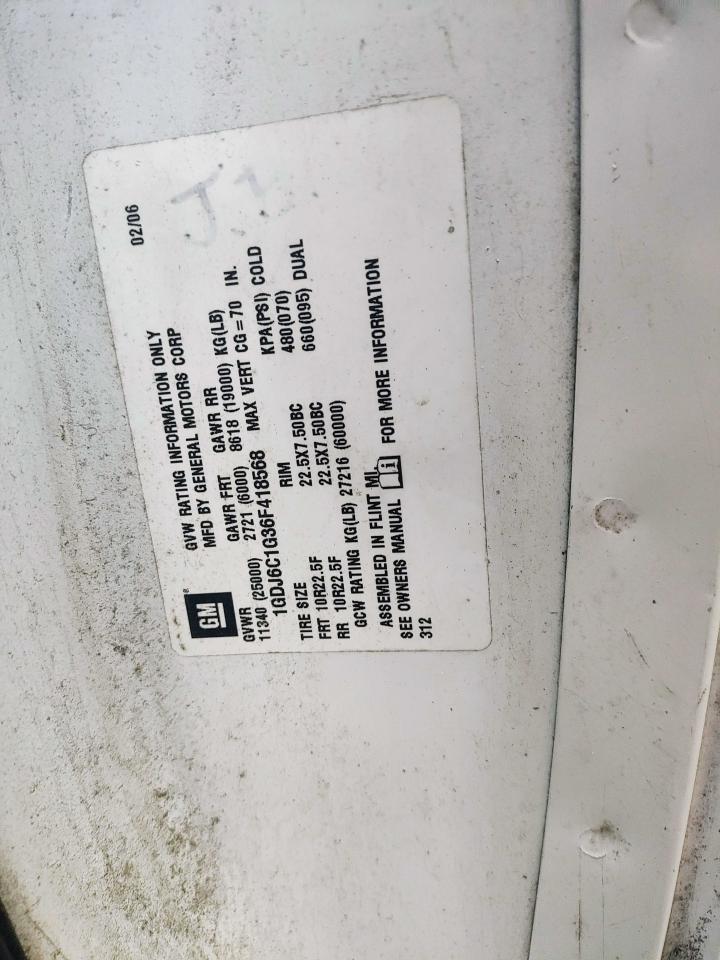 02/06
GM®
GVW RATING INFORMATION ONLY
MFD BY GENERAL MOTORS CORP
GVWR GAWR FRT GAWR RR
11340 (25000) 2721 (6000) 8618 (19000) KG(LB)
1GDJ6C1G36F418568 MAX VERT CG=70 IN.
TIRE SIZE RIM KPA(PSI) COLD
FRT 10R22.5F 22.5X7.50BC 480(070)
RR 10R22.5F 22.5X7.50BC 660(095) DUAL
GCW RATING KG(LB) 27216 (60000)
ASSEMBLED IN FLINT MI
SEE OWNERS MANUAL i FOR MORE INFORMATION
312